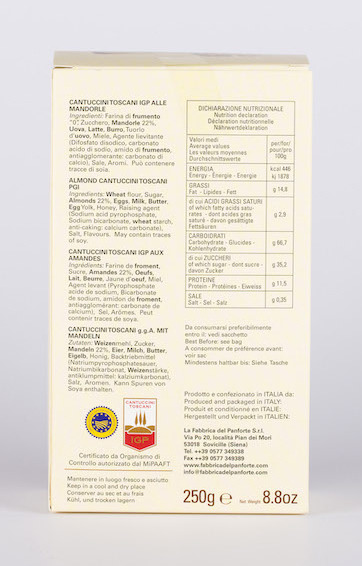 CANTUCCINI TOSCANI IGP ALLE
MANDORLE
Ingredienti: Farina di frumento
"0", Zucchero, Mandorle 22%,
Uova, Latte, Burro, Tuorlo
d'uovo, Miele, Agente lievitante
(Difosfato disodico, carbonato
acido di sodio, amido di frumento,
antiagglomerante: carbonato di
calcio), Sale, Aromi. Può contenere
tracce di soia.
ALMOND CANTUCCINI TOSCANI
PGI
Ingredients: Wheat flour, Sugar,
Almonds 22%, Eggs, Milk, Butter,
Egg Yolk, Honey, Raising agent
(Sodium acid pyrophosphate,
Sodium bicarbonate, wheat starch,
anti-caking: calcium carbonate),
Salt, Flavours. May contain traces
of soy.
CANTUCCINI TOSCANI IGP AUX
AMANDES
Ingrédients: Farine de froment,
Sucre, Amandes 22%, Oeufs,
Lait, Beurre, Jaune d'oeuf, Miel,
Agent levant (Pyrophosphate
acide de sodium, Bicarbonate
de sodium, amidon de froment,
antiagglomérant: carbonate de
calcium), Sel, Arômes. Peut
contenir traces de soya.
CANTUCCINI TOSCANI g.g.A. MIT
MANDELN
Zutaten: Weizenmehl, Zucker,
Mandeln 22%, Eier, Milch, Butter,
Eigelb, Honig, Backtriebmittel
(Natriumpyrophosphatesauer,
Natriumbikarbonat, Weizenstärke,
antiklumpmittel: kalziumkarbonat),
Salz, Aromen. Kann Spuren von
Soya enthalten.
CANTUCCINI
TOSCANI
IGP
Certificato da Organismo di
Controllo autorizzato dal MiPAAFT
Mantenere in luogo fresco e asciutto
Keep in a cool and dry place
Conserver au sec et au frais
Kühl, und trocken lagern
DICHIARAZIONE NUTRIZIONALE
Nutrition declaration
Déclaration nutritionnelle
Nährwertdeklaration
Valori medi
Average values
Les valeurs moyennes
Durchschnittswerte
per/for/
pour/pro
100g
ENERGIA
Energy - Énergie - Energie
kcal 446
kj 1878
GRASSI
Fat - Lipides - Fett
g 14,8
di cui ACIDI GRASSI SATURI
of which fatty acids satu-
rates - dont acides gras
saturé - davon gesättigte
Fettsäuren
g 2,9
CARBOIDRATI
Carbohydrate - Glucides -
Kohlenhydrate
g 66,7
di cui ZUCCHERI
of which sugar - dont sucre -
davon Zucker
g 35,2
PROTEINE
Protein - Protéines - Eiweiss
g 11,5
SALE
Salt - Sel - Salz
g 0,35
Da consumarsi preferibilmente
entro il: vedi sacchetto
Best Before: see bag
A consommer de préférence avant:
voir sac
Mindestens haltbar bis: Siehe Tasche
Prodotto e confezionato in ITALIA da:
Produced and packaged in ITALY:
Produit et conditionné en ITALIE:
Hergestellt und Verpackt in ITALIEN:
La Fabbrica del Panforte S.r.l.
Via Po 20, località Pian dei Mori
53018 Sovicille (Siena)
Tel. ++39 0577 349338
Fax ++39 0577 349389
www.fabbricadelpanforte.com
info@fabbricadelpanforte.com
250g e Net Weight 8.8oz